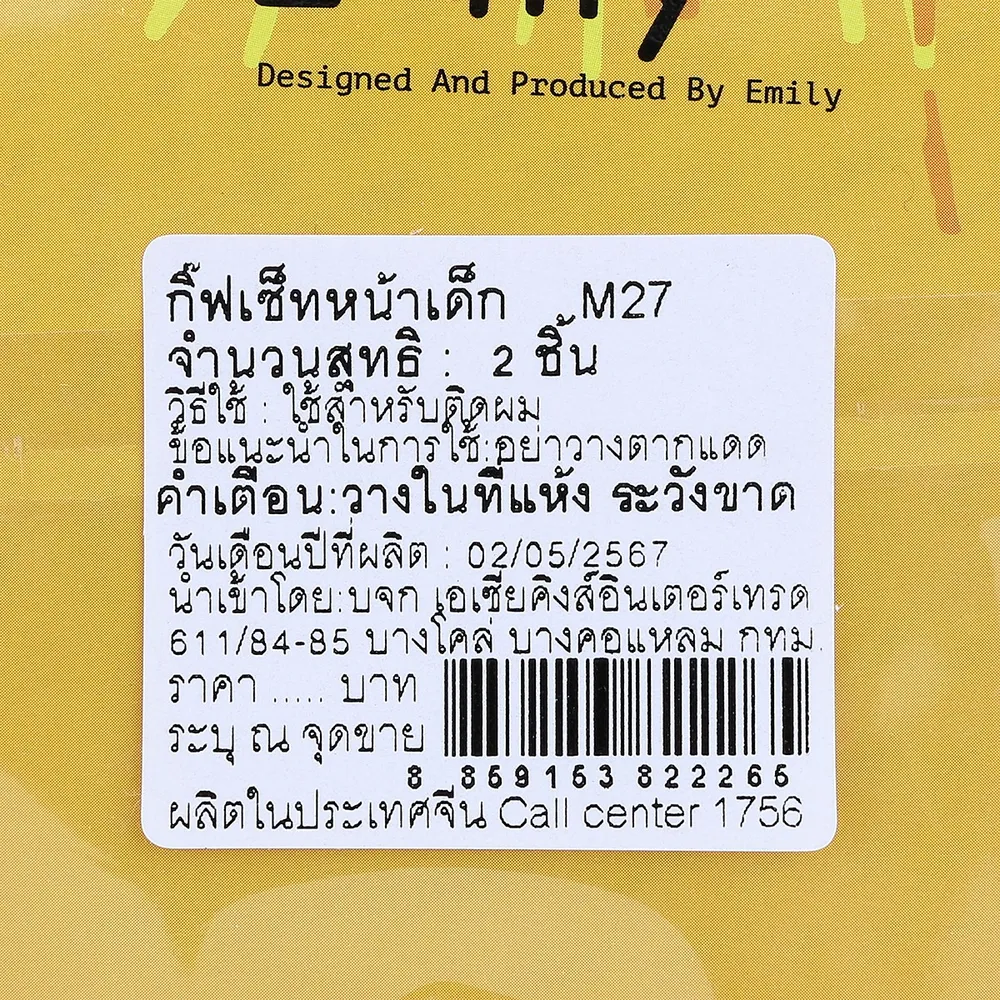 Designed And Produced By Emily
กิ๊ฟเซ็ทหน้าเด็ก M27
จำนวนสุทธิ : 2 ชิ้น
วิธีใช้ : ใช้สำหรับติดผม
ข้อแนะนำในการใช้:อย่าวางตากแดด
คำเตือน:วางในที่แห้ง ระวังขาด
วันเดือนปีที่ผลิต : 02/05/2567
นำเข้าโดย:บจก เอเซียคิงส์อินเตอร์เทรด
611/84-85 บางโคล่ บางคอแหลม กทม.
ราคา ..... บาท
ระบุ ณ จุดขาย
8 859153 822265
ผลิตในประเทศจีน Call center 1756